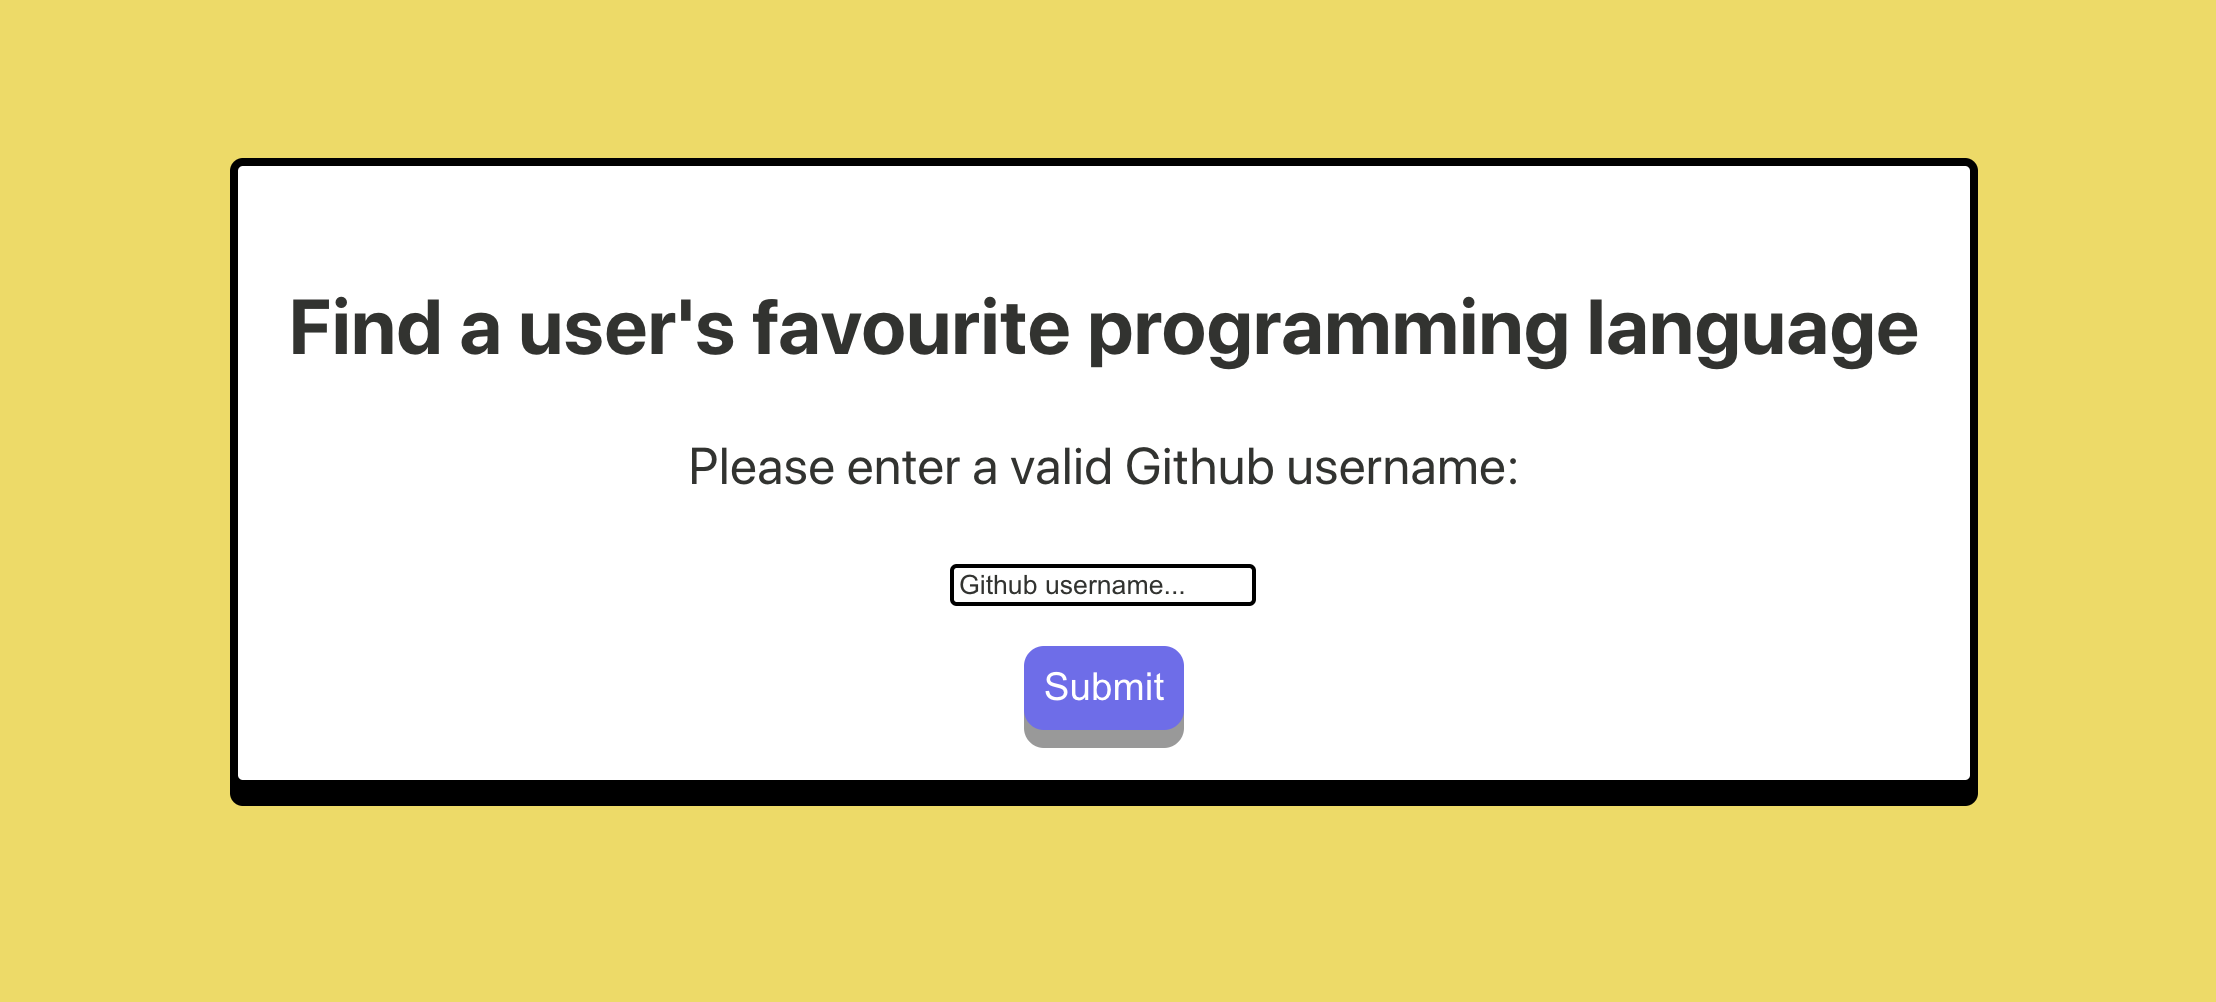 Find a user's favourite programming language
Please enter a valid Github username:
Github username...
Submit